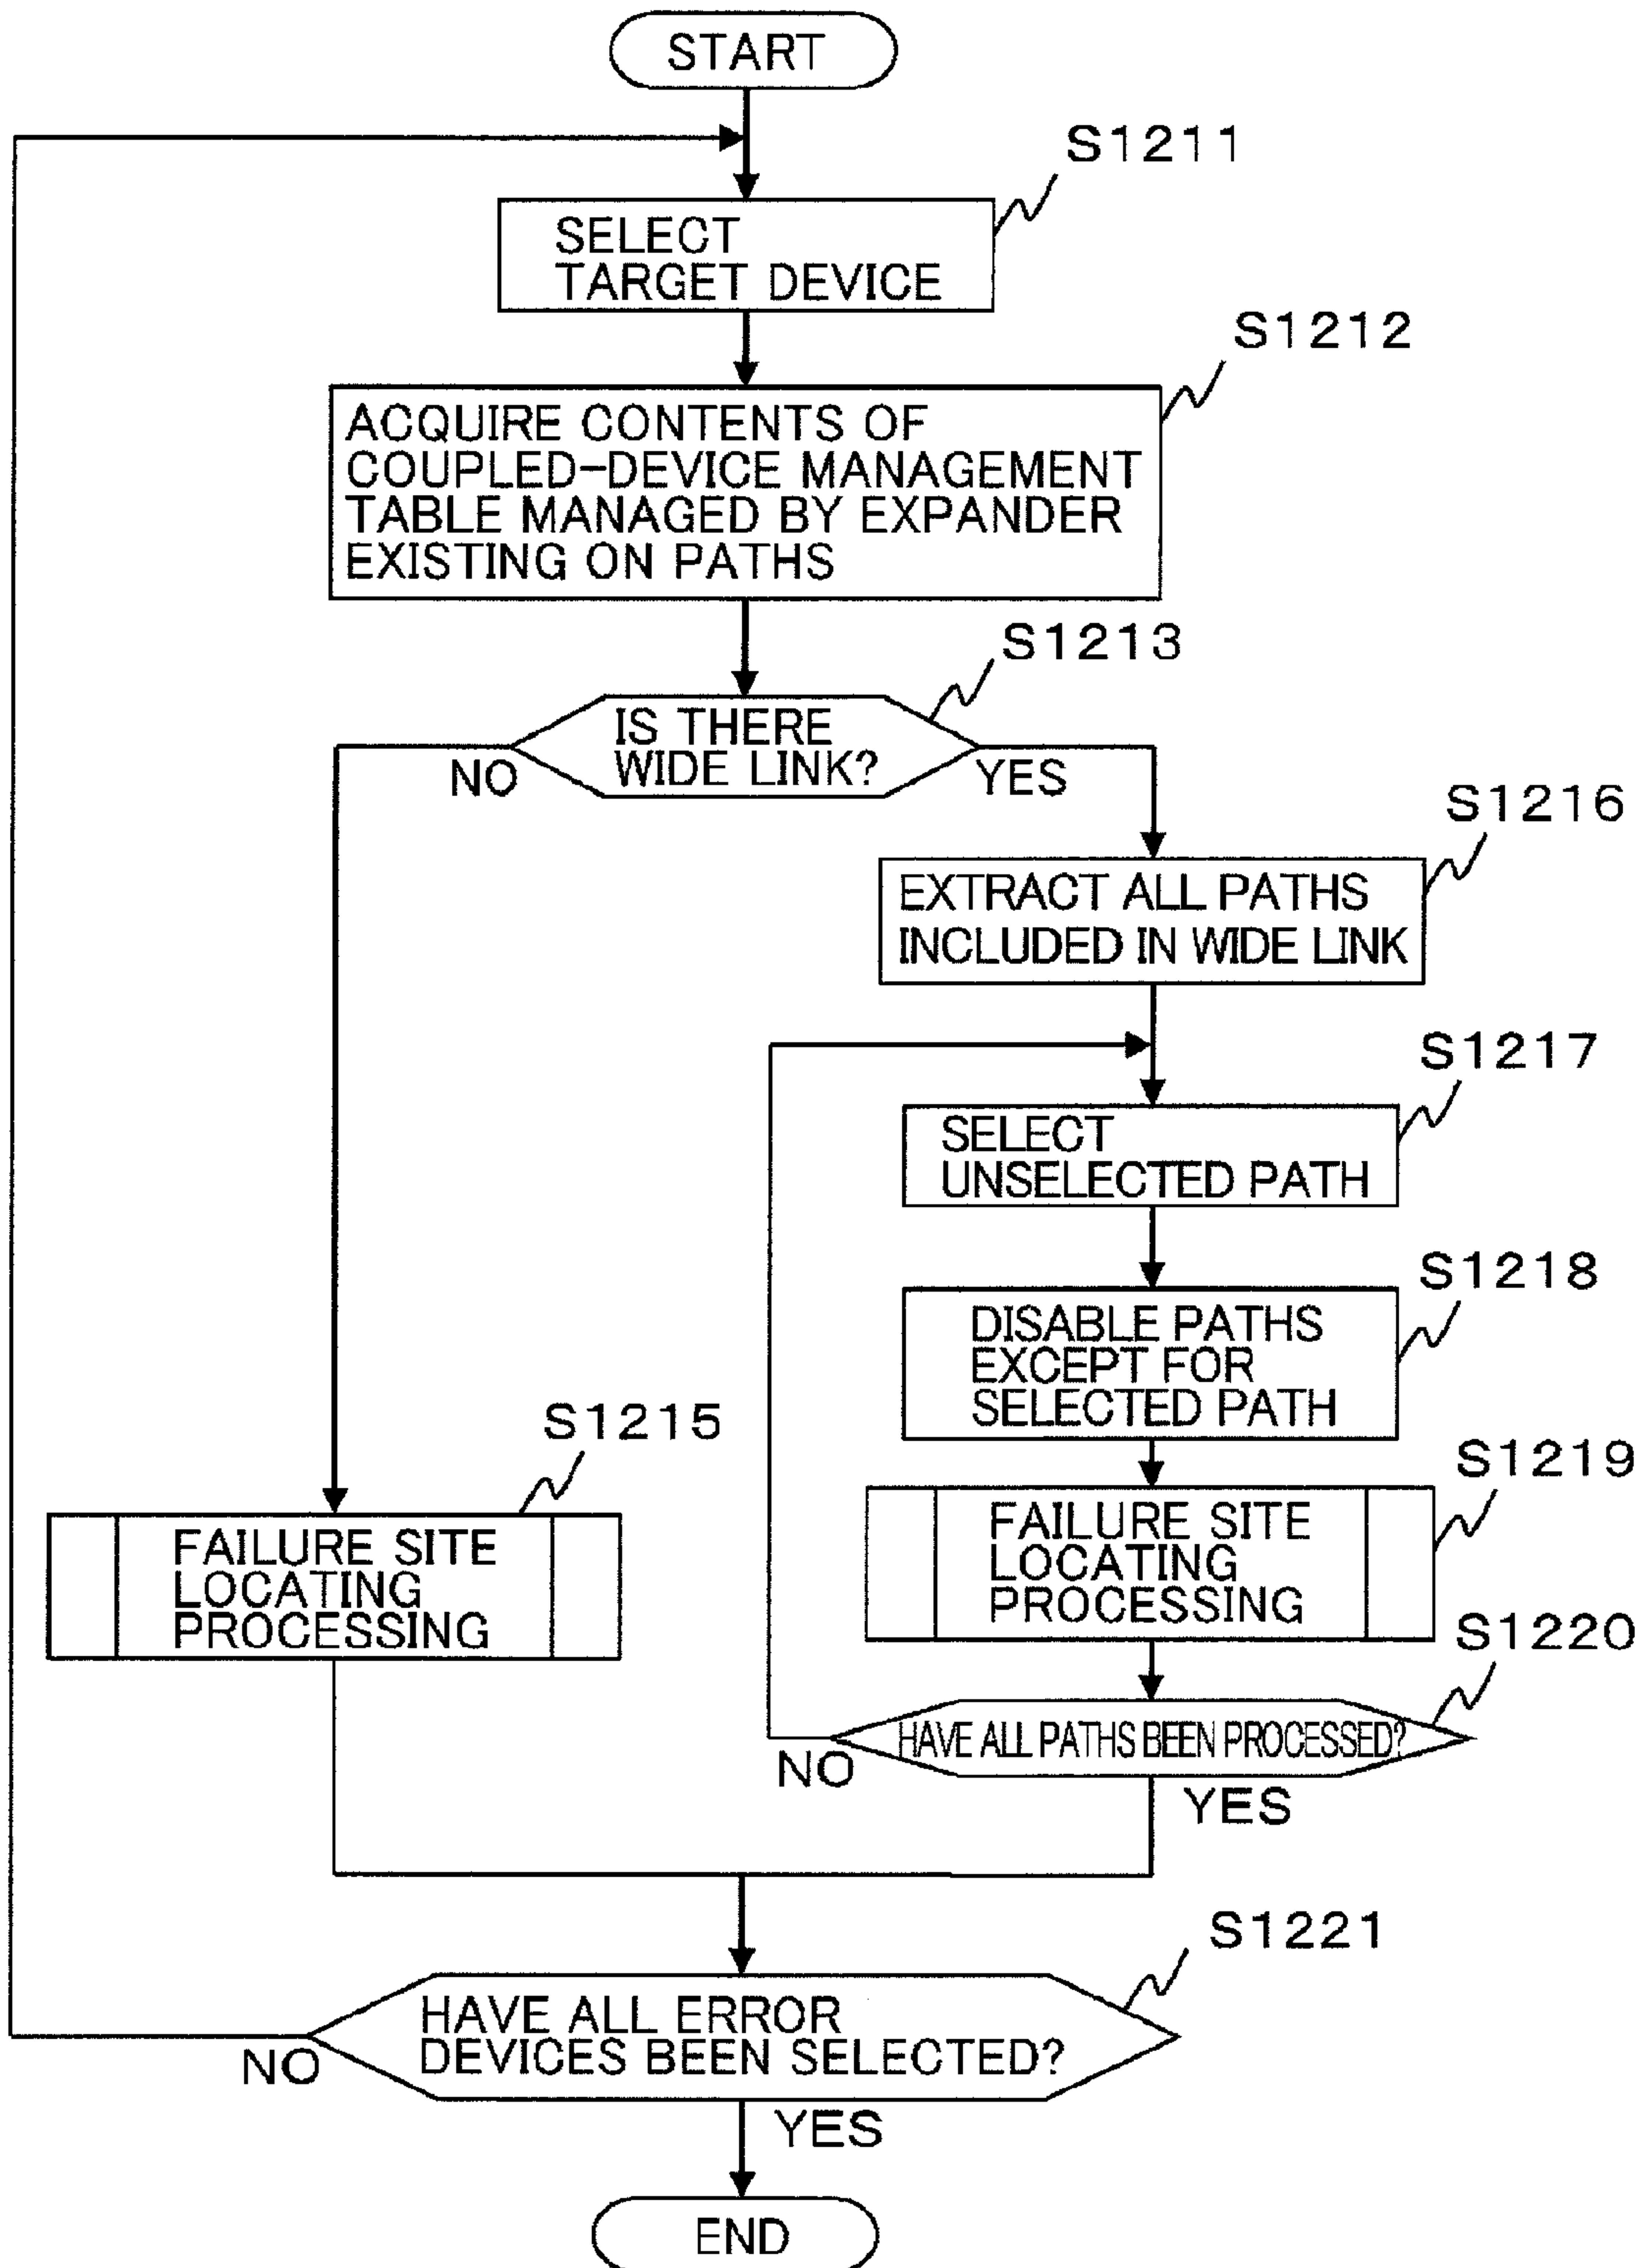 START
S1211
SELECT
TARGET DEVICE
S1212
ACQUIRE CONTENTS OF
COUPLED-DEVICE MANAGEMENT
TABLE MANAGED BY EXPANDER
EXISTING ON PATHS
S1213
IS THERE
WIDE LINK?
NO
YES
S1216
EXTRACT ALL PATHS
INCLUDED IN WIDE LINK
S1217
SELECT
UNSELECTED PATH
S1218
DISABLE PATHS
EXCEPT FOR
SELECTED PATH
S1215
FAILURE SITE
LOCATING
PROCESSING
S1219
FAILURE SITE
LOCATING
PROCESSING
S1220
HAVE ALL PATHS BEEN PROCESSED?
NO
YES
S1221
HAVE ALL ERROR
DEVICES BEEN SELECTED?
NO
YES
END